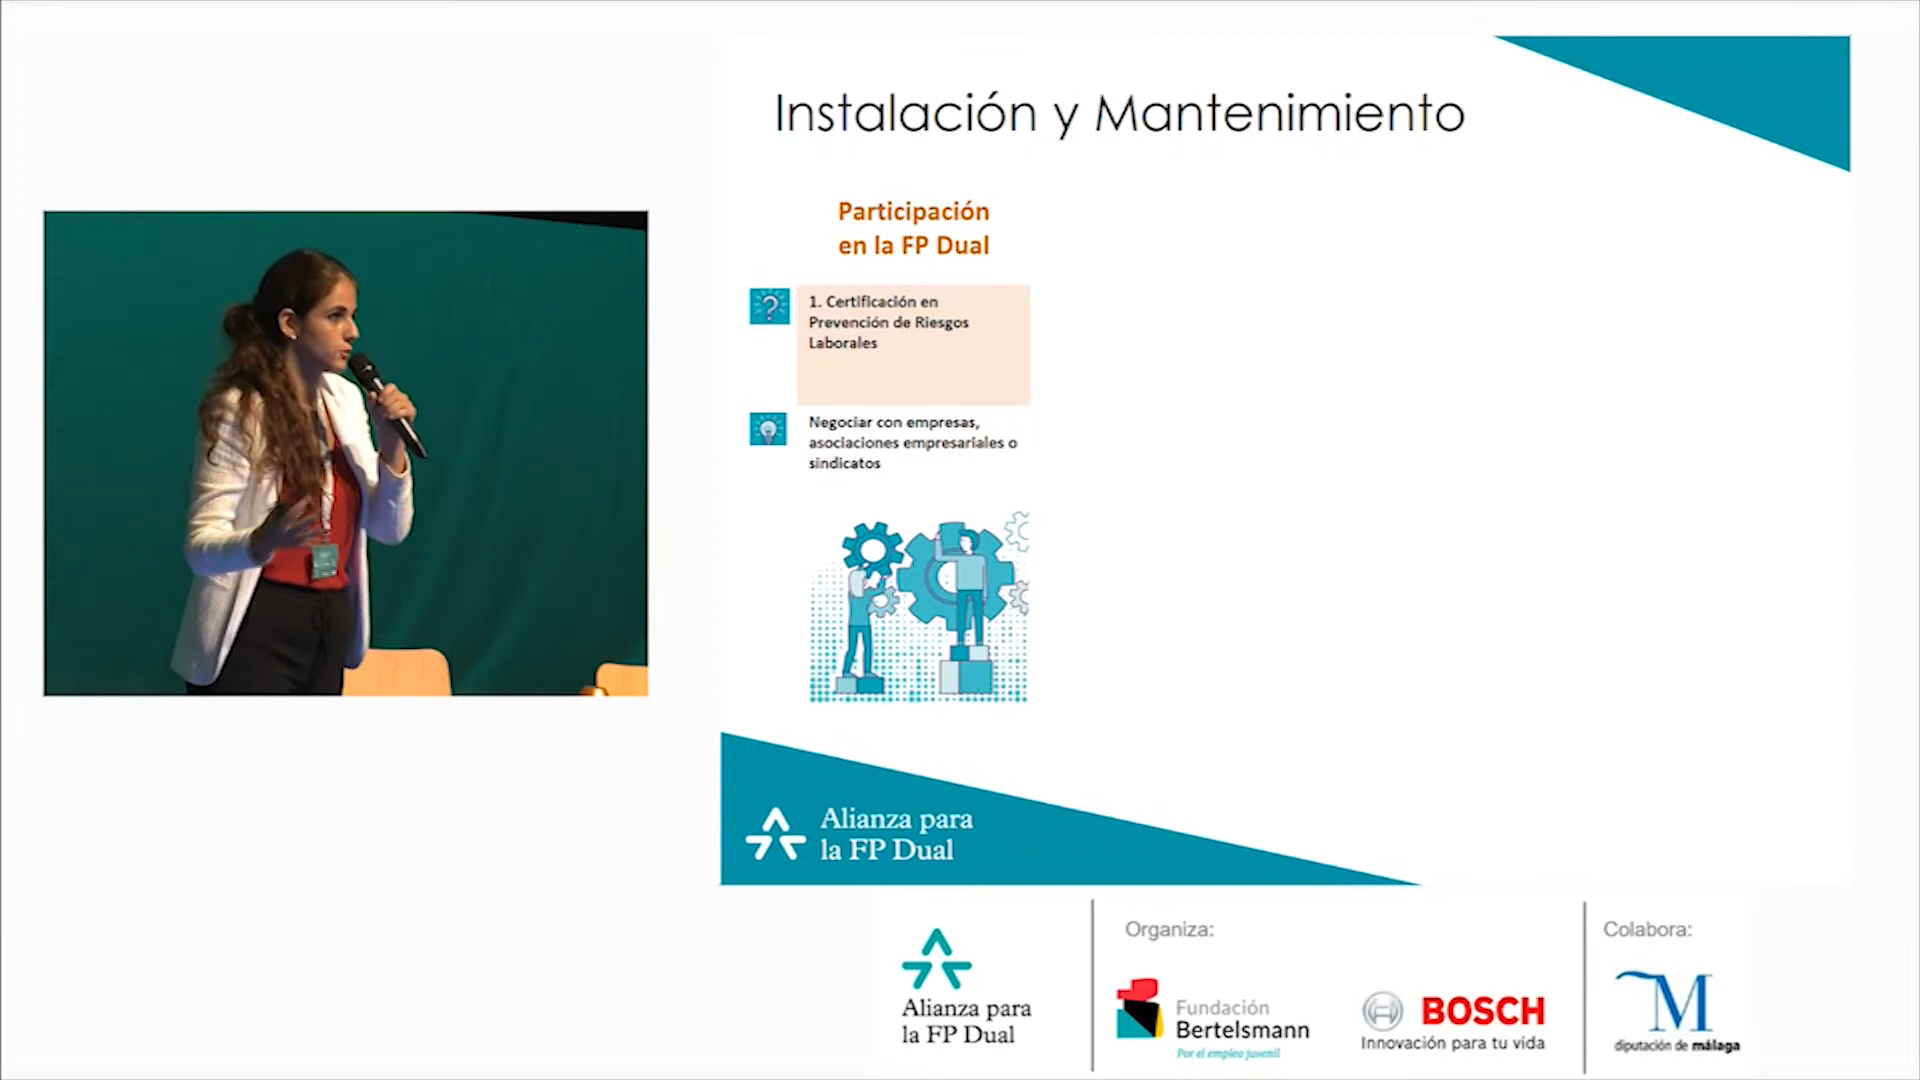 Instalación y Mantenimiento
Participación
en la FP Dual
1. Certificación en
Prevención de Riesgos
Laborales
Negociar con empresas,
asociaciones empresariales o
sindicatos
Alianza para
la FP Dual
Alianza para
la FP Dual
Organiza:
Fundación
Bertelsmann
Por el empleo juvenil
BOSCH
Innovación para tu vida
Colabora:
M
diputación de málaga